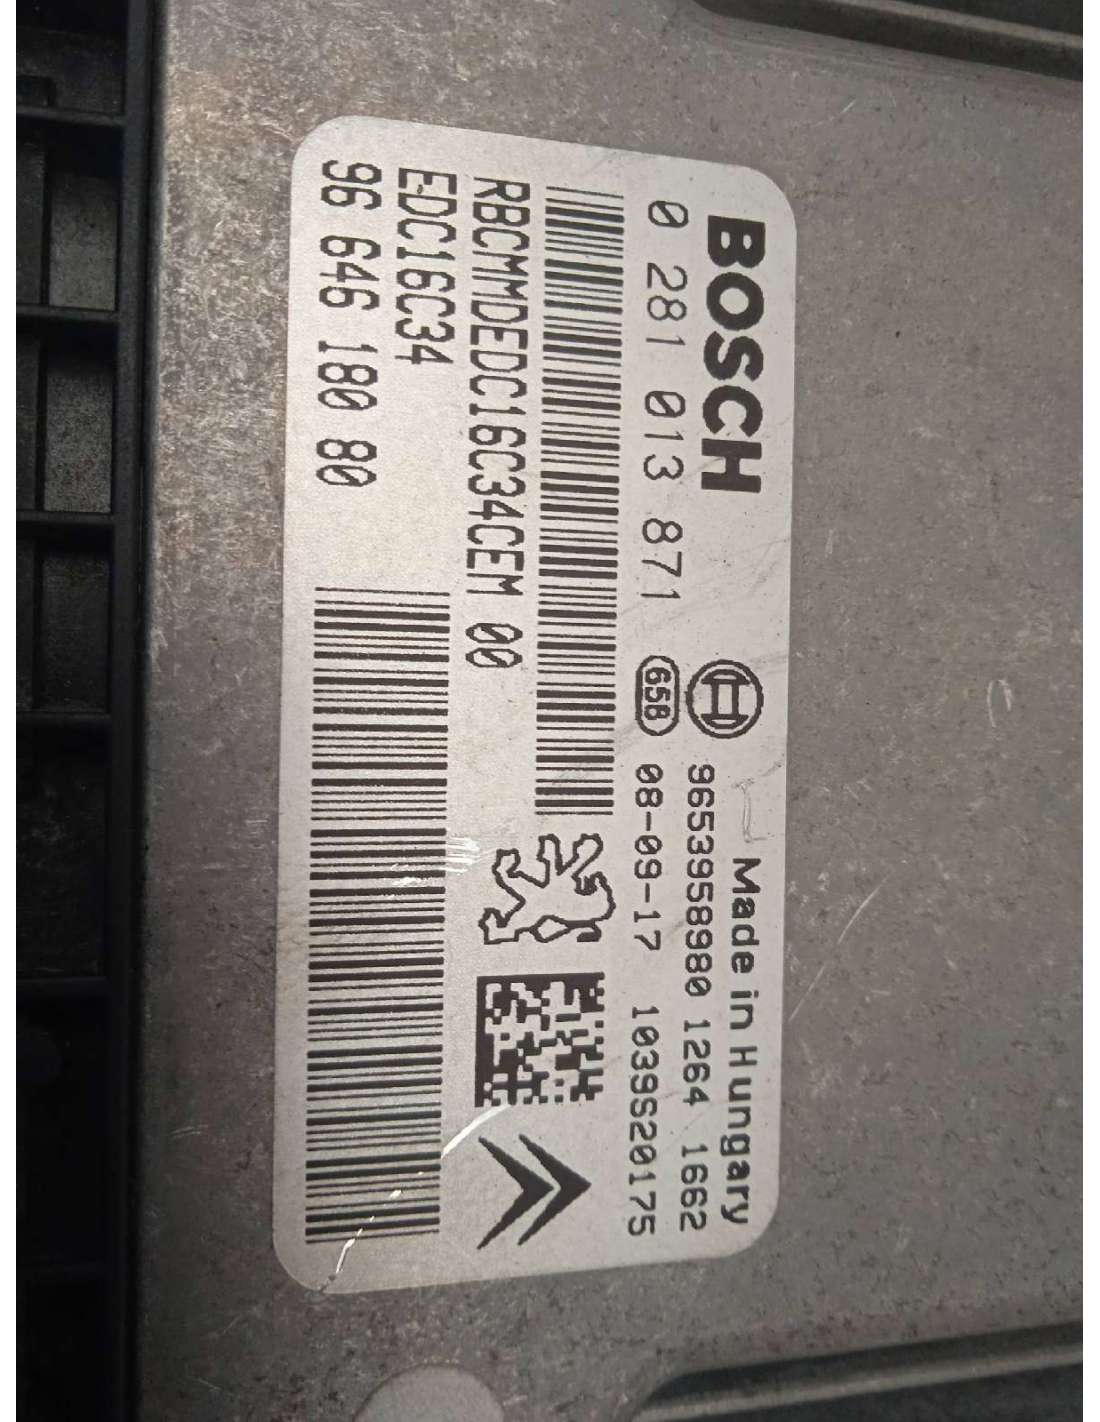 BOSCH
Made in Hungary
9653958980 1264 1662
0 281 013 871
658
08-09-17 1039S20175
RBCMMDEDC16C34CEM 00
EDC16C34
96 646 180 80